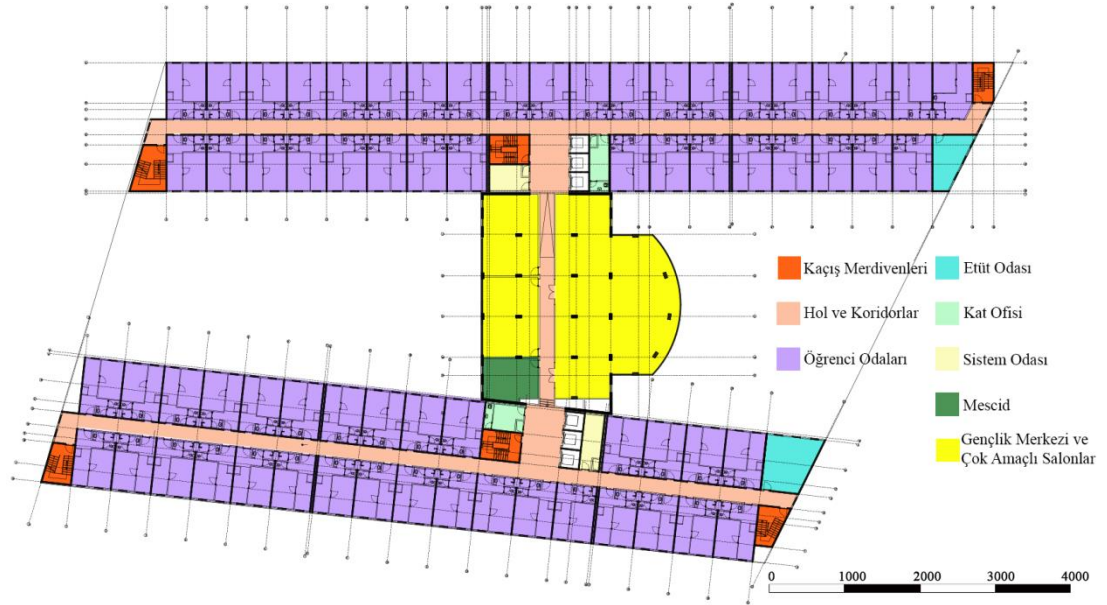 Kaçış Merdivenleri
Etüt Odası
Hol ve Koridorlar
Kat Ofisi
Öğrenci Odaları
Sistem Odası
Mescid
Gençlik Merkezi ve
Çok Amaçlı Salonlar
0 1000 2000 3000 4000